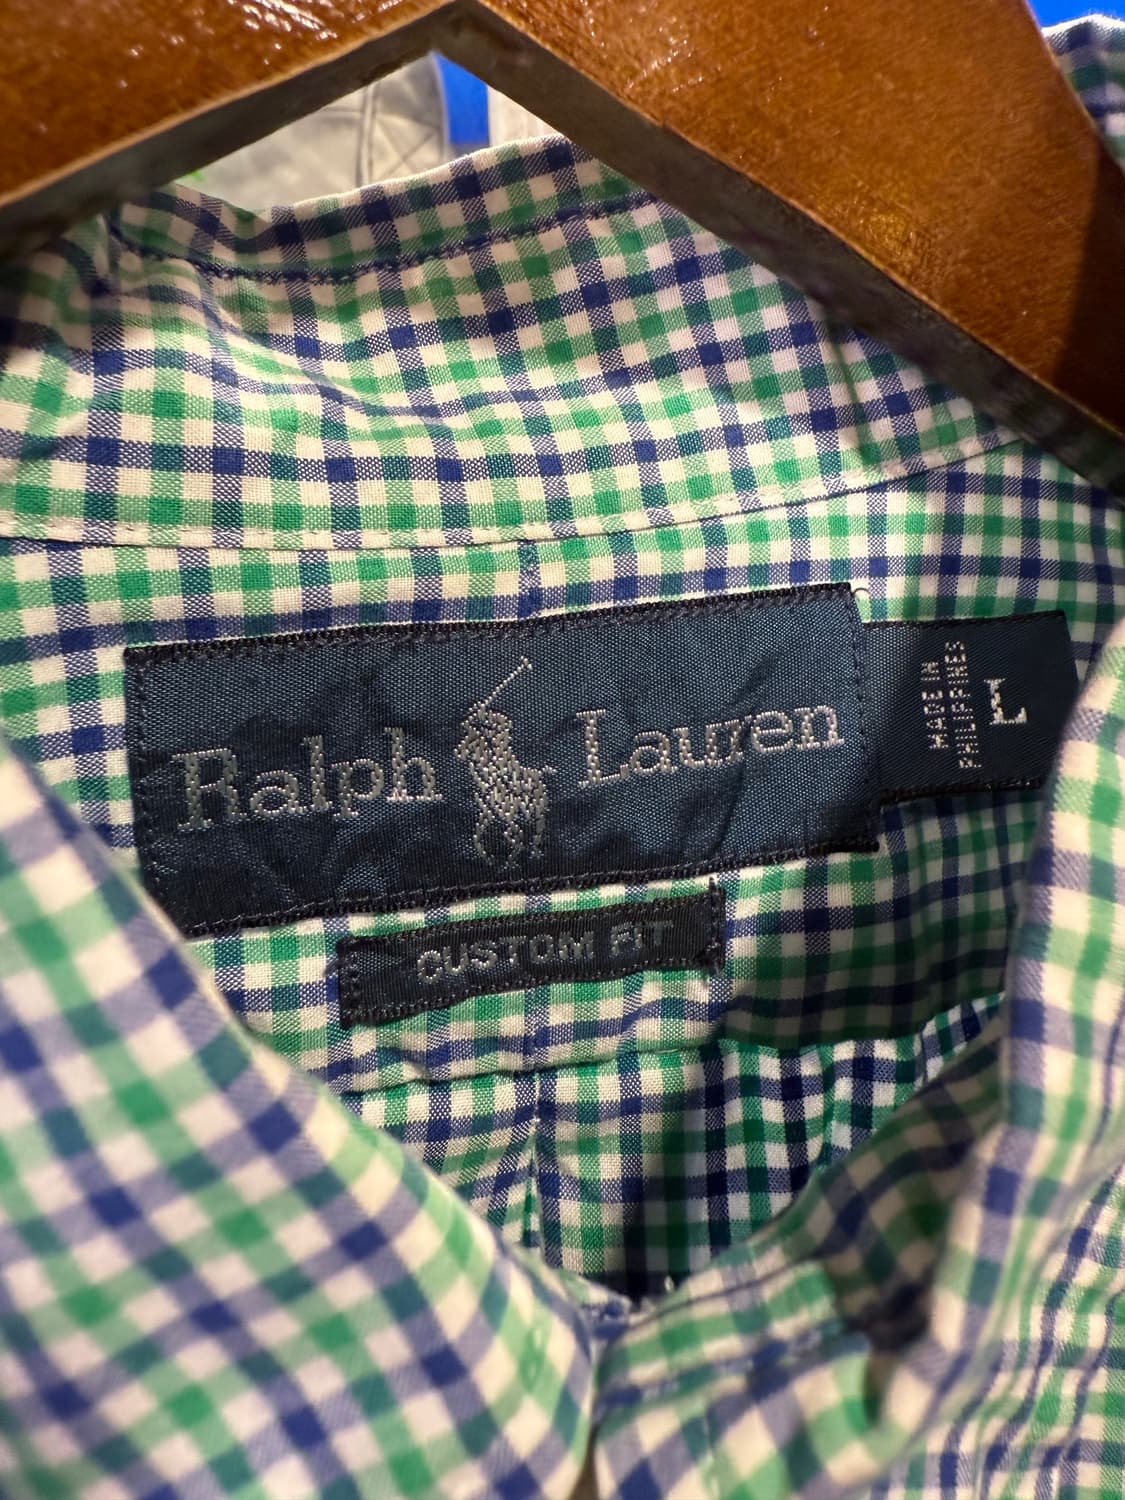 Ralph Lauren
MADE IN
PHILIPPINES
L
CUSTOM FIT